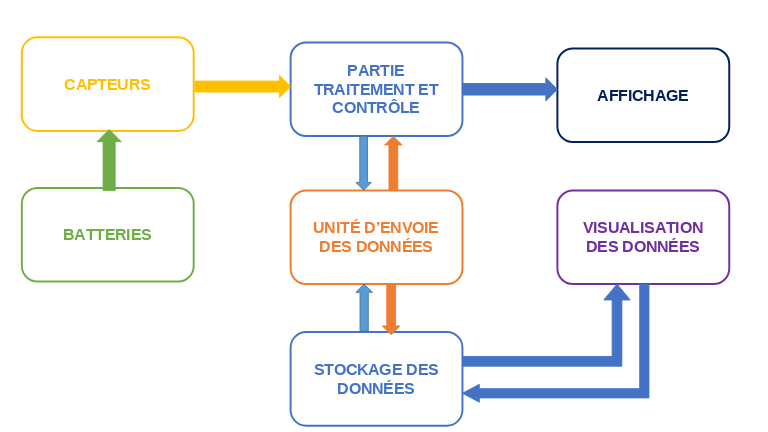 CAPTEURS
PARTIE
TRAITEMENT ET
CONTRÔLE
AFFICHAGE
BATTERIES
UNITÉ D’ENVOIE
DES DONNÉES
VISUALISATION
DES DONNÉES
STOCKAGE DES
DONNÉES